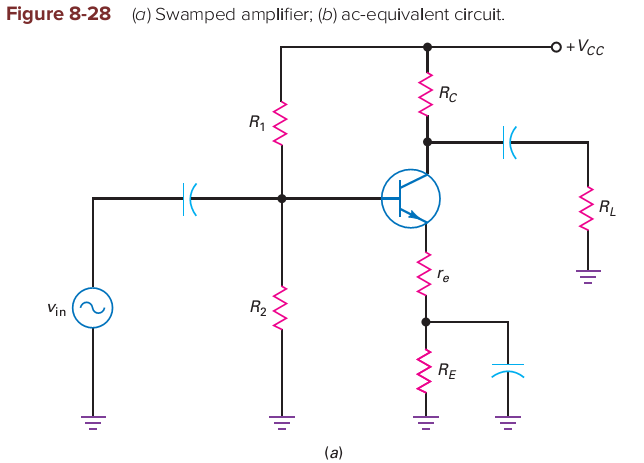 Figure 8-28 (a) Swamped amplifier; (b) ac-equivalent circuit.
+VCC
RC
R1
RL
re
vin
R2
RE
(a)